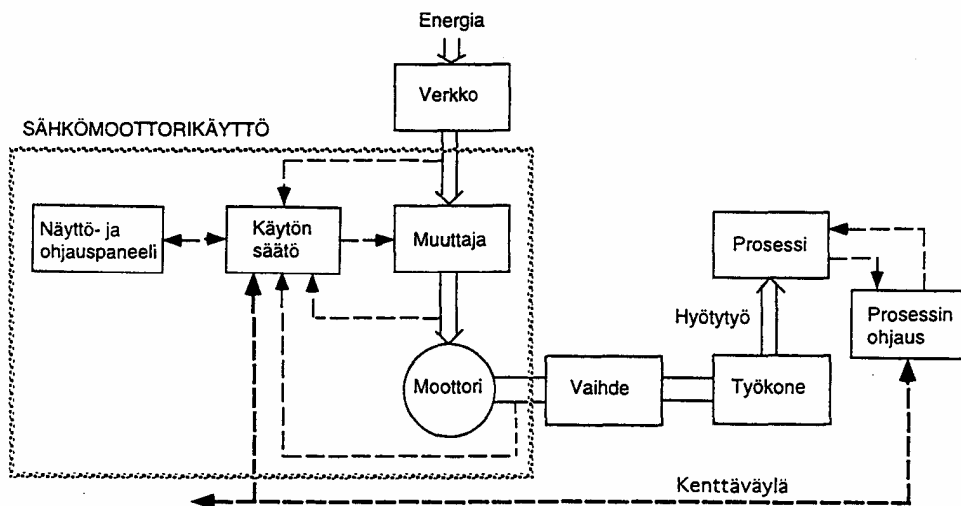 Energia
Verkko
SÄHKÖMOOTTORIKÄYTTÖ
Näyttö- ja
ohjauspaneeli
Käytön
säätö
Muuttaja
Prosessi
Hyötytyö
Prosessin
ohjaus
Moottori
Vaihde
Työkone
Kenttäväylä